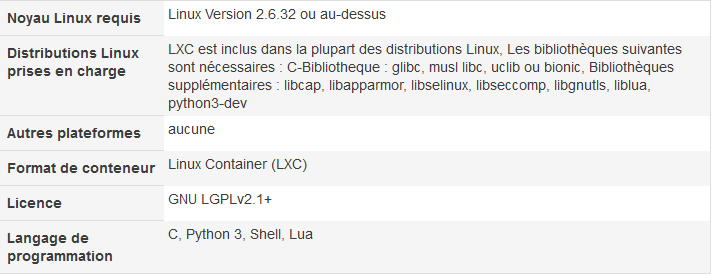 Noyau Linux requis
Linux Version 2.6.32 ou au-dessus
Distributions Linux
prises en charge
LXC est inclus dans la plupart des distributions Linux, Les bibliothèques suivantes
sont nécessaires : C-Bibliotheque : glibc, musl libc, uclib ou bionic, Bibliothèques
supplémentaires : libcap, libapparmor, libselinux, libseccomp, libgnutls, liblua,
python3-dev
Autres plateformes
aucune
Format de conteneur
Linux Container (LXC)
Licence
GNU LGPLv2.1+
Langage de
programmation
C, Python 3, Shell, Lua